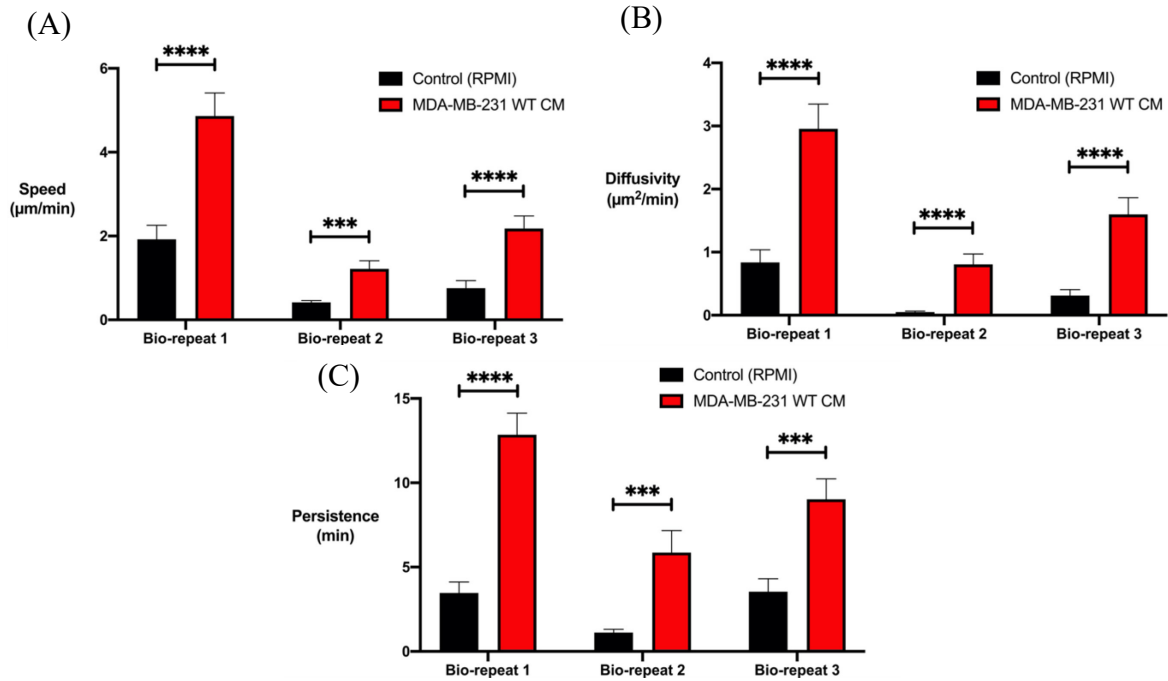 (A)
****
6
Control (RPMI)
MDA-MB-231 WT CM
4
****
Speed
(µm/min)
***
2
0
Bio-repeat 1
Bio-repeat 2
Bio-repeat 3
(B)
4
****
Control (RPMI)
MDA-MB-231 WT CM
3
****
Diffusivity
(µm²/min)
2
****
1
0
Bio-repeat 1
Bio-repeat 2
Bio-repeat 3
(C)
****
Control (RPMI)
MDA-MB-231 WT CM
15
***
10
***
Persistence
(min)
5
0
Bio-repeat 1
Bio-repeat 2
Bio-repeat 3